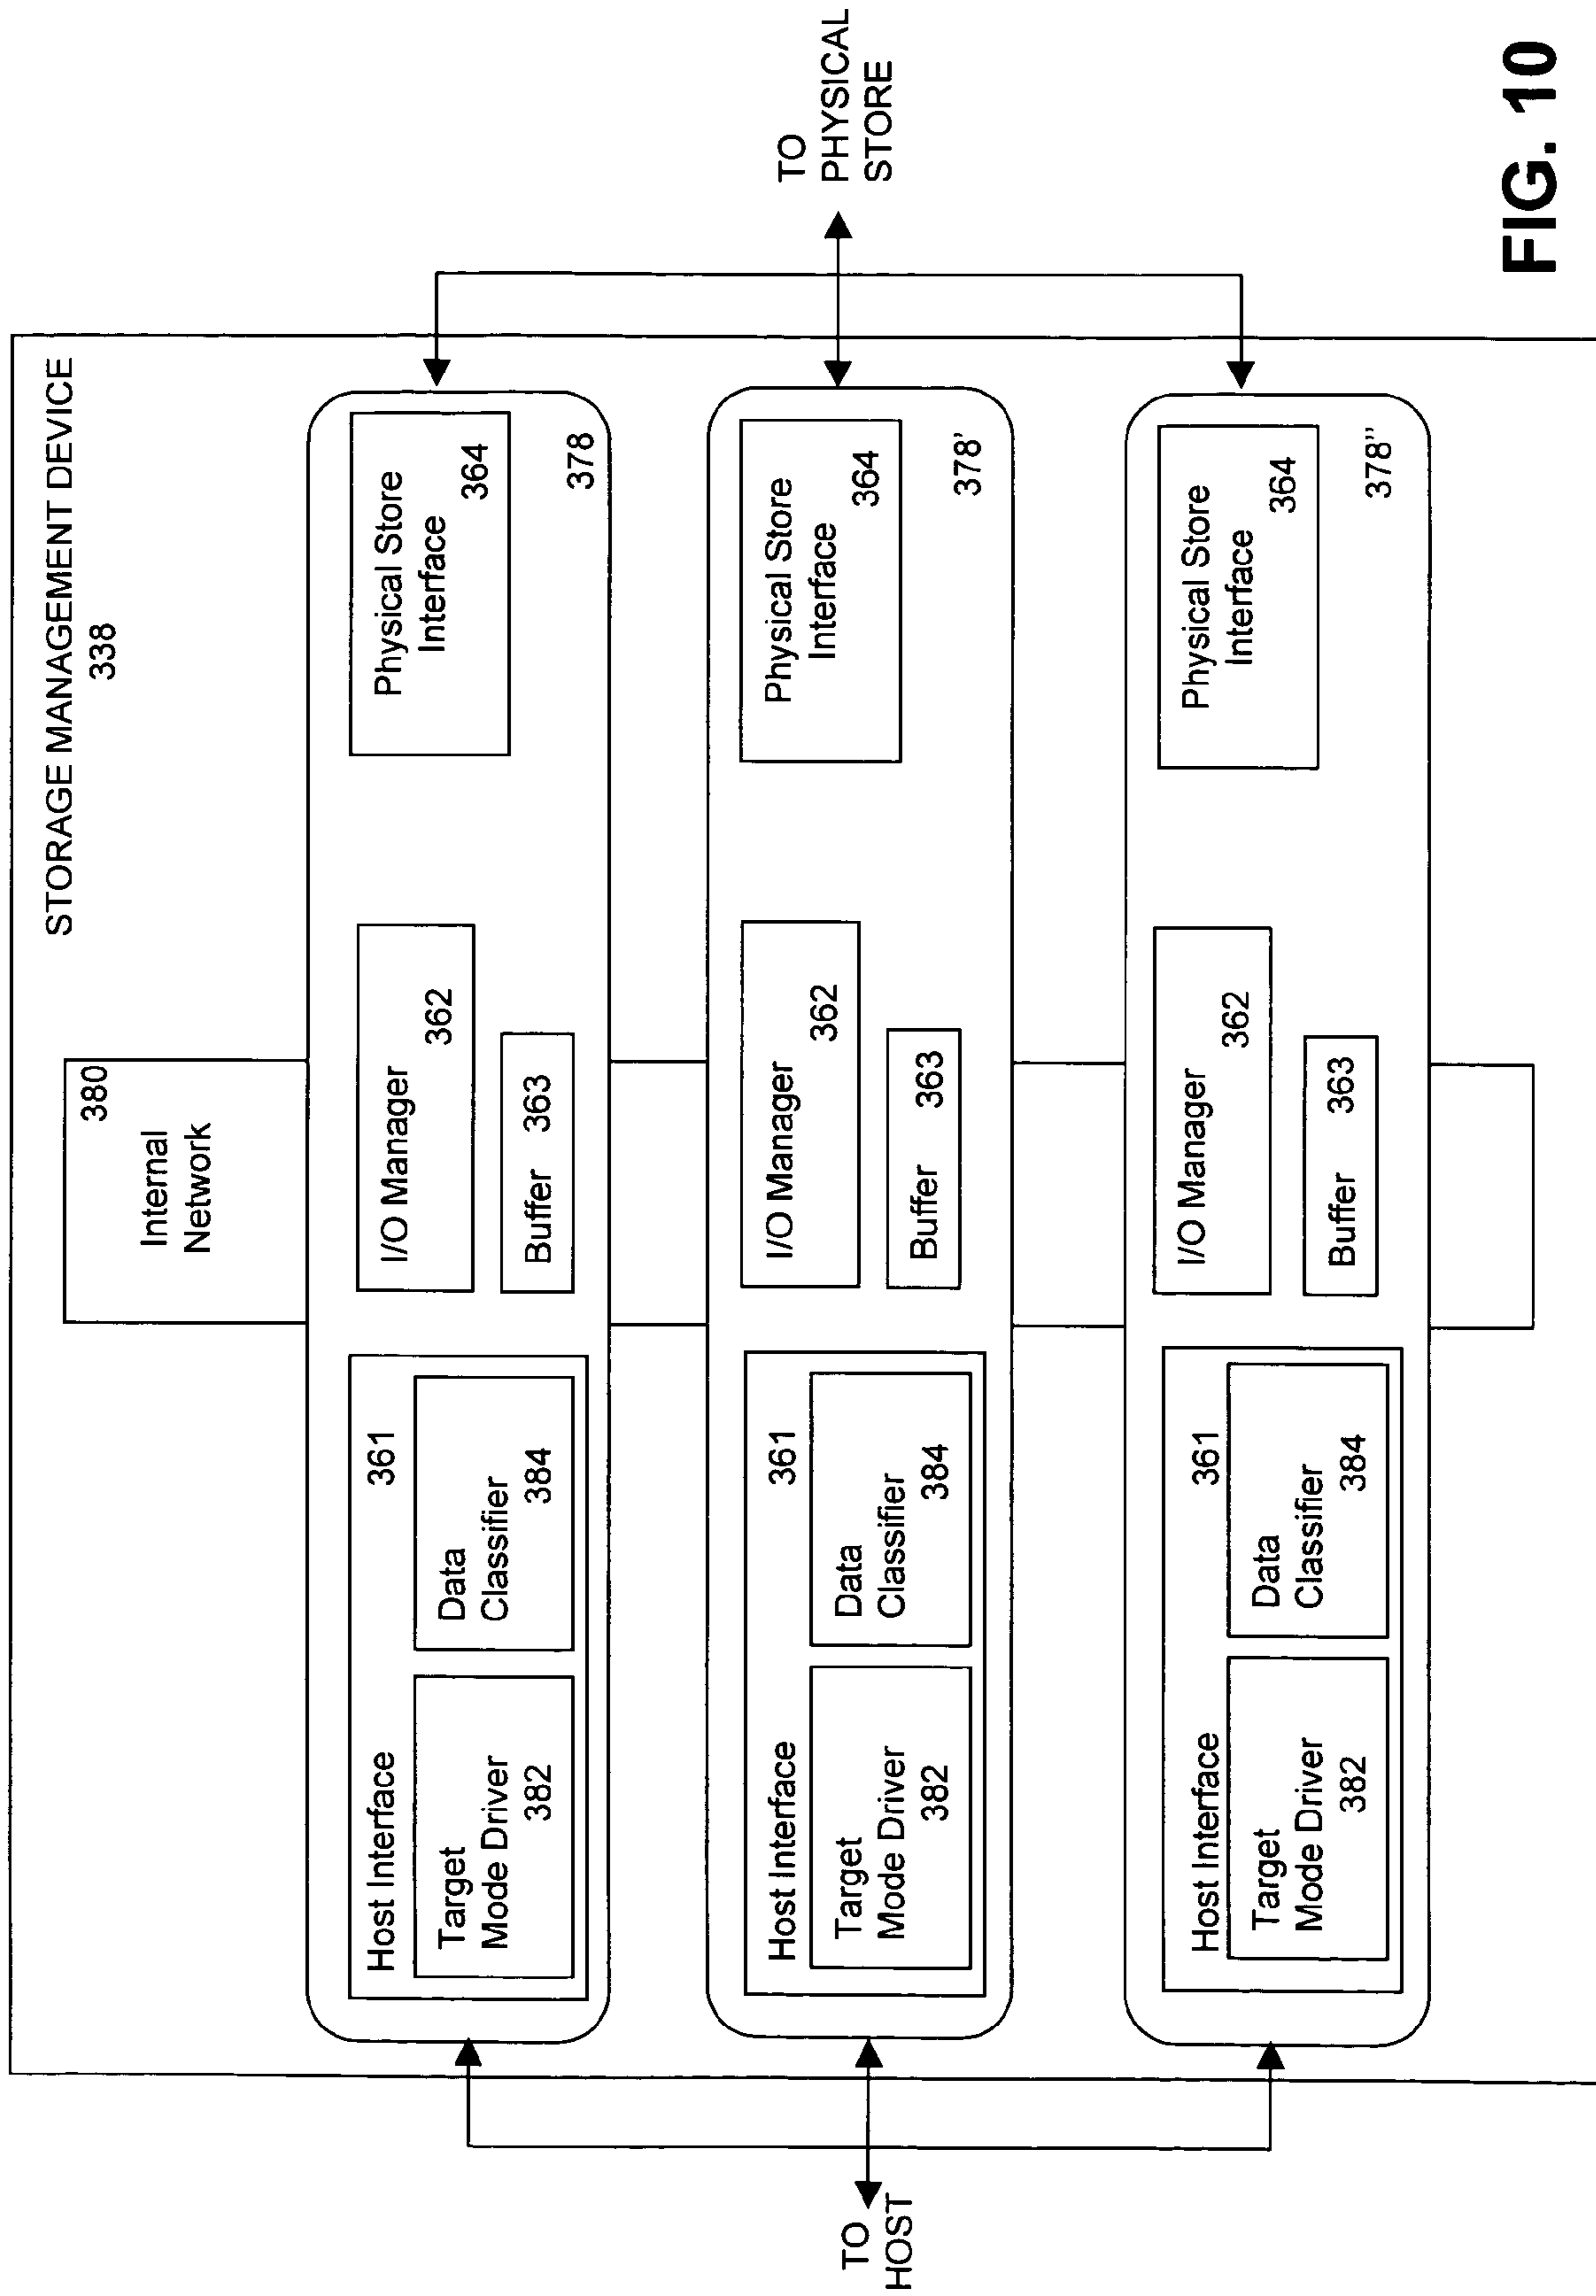 STORAGE MANAGEMENT DEVICE
338
380
Internal
Network
Host Interface
361
Target
Mode Driver
382
Data
Classifier
384
I/O Manager
362
Buffer 363
Physical Store
Interface
364
378
Host Interface
361
Target
Mode Driver
382
Data
Classifier
384
I/O Manager
362
Buffer 363
Physical Store
Interface
364
378'
Host Interface
361
Target
Mode Driver
382
Data
Classifier
384
I/O Manager
362
Buffer 363
Physical Store
Interface
364
378''
TO
HOST
TO
PHYSICAL
STORE
FIG. 10